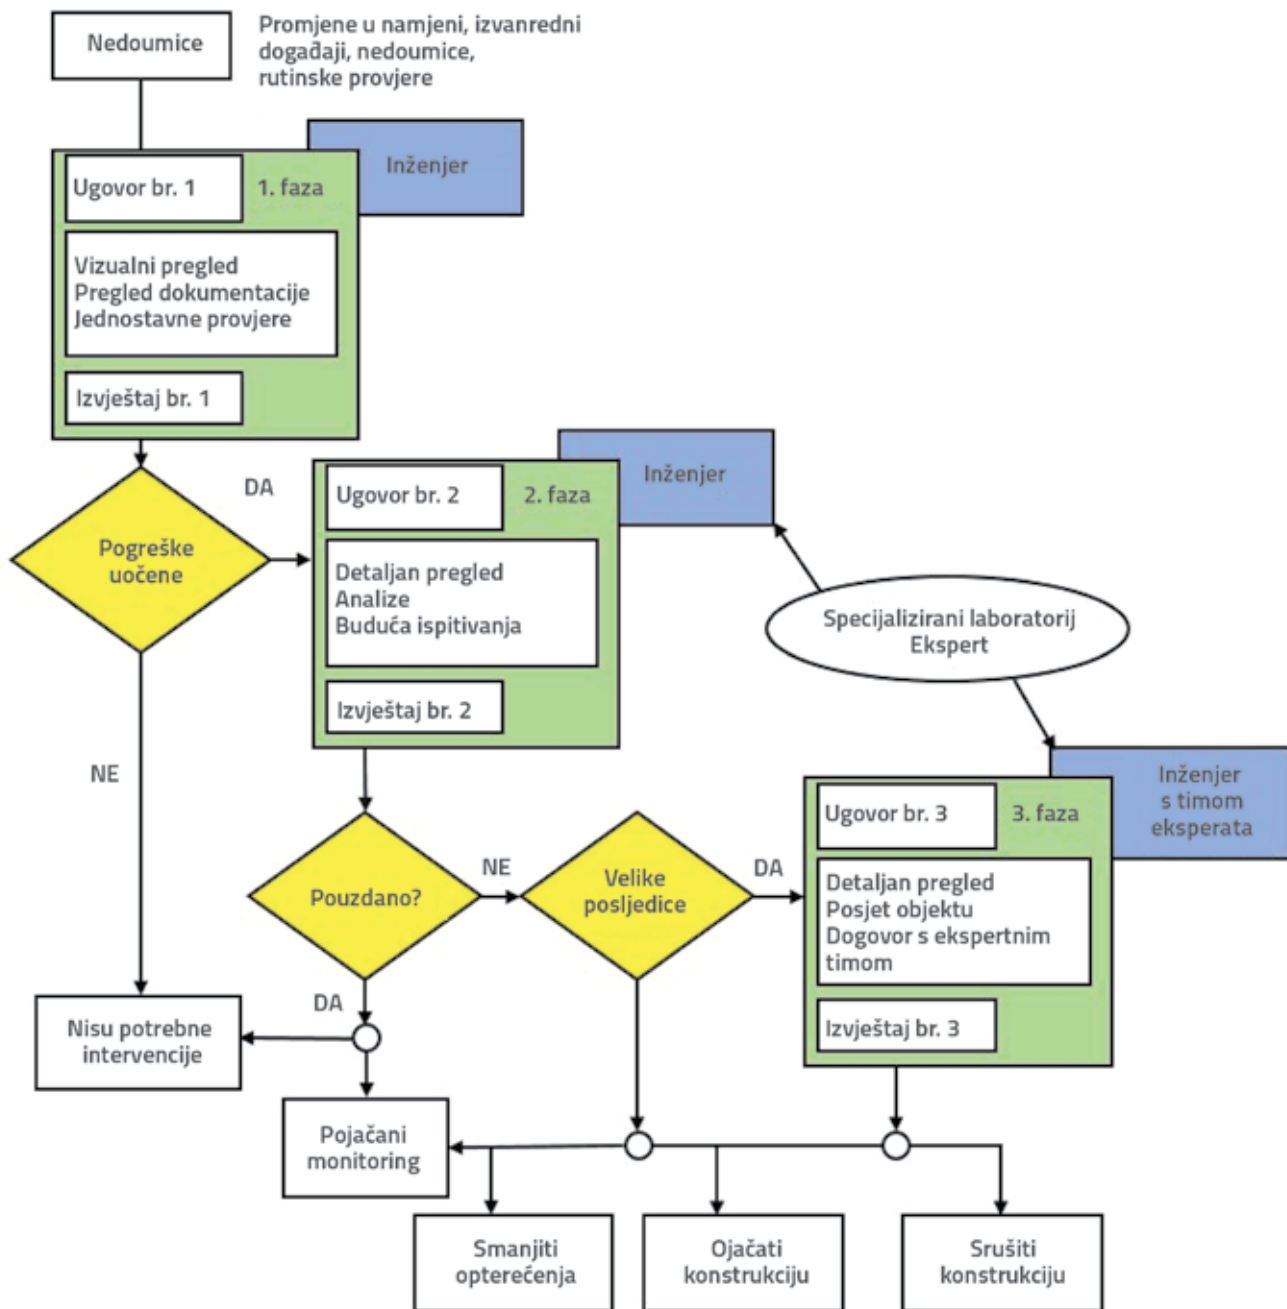 Nedoumice
Promjene u namjeni, izvanredni
događaji, nedoumice,
rutinske provjere
Inženjer
Ugovor br. 1
1. faza
Vizualni pregled
Pregled dokumentacije
Jednostavne provjere
Izvještaj br. 1
DA
Pogreške
uočene
NE
Inženjer
Ugovor br. 2
2. faza
Detaljan pregled
Analize
Buduća ispitivanja
Izvještaj br. 2
Specijalizirani laboratorij
Ekspert
Inženjer
s timom
eksperata
Pouzdano?
NE
Velike
posljedice
DA
Ugovor br. 3
3. faza
Detaljan pregled
Posjet objektu
Dogovor s ekspertnim
timom
Izvještaj br. 3
DA
Nisu potrebne
intervencije
Pojačani
monitoring
Smanjiti
opterećenja
Ojačati
konstrukciju
Srušiti
konstrukciju